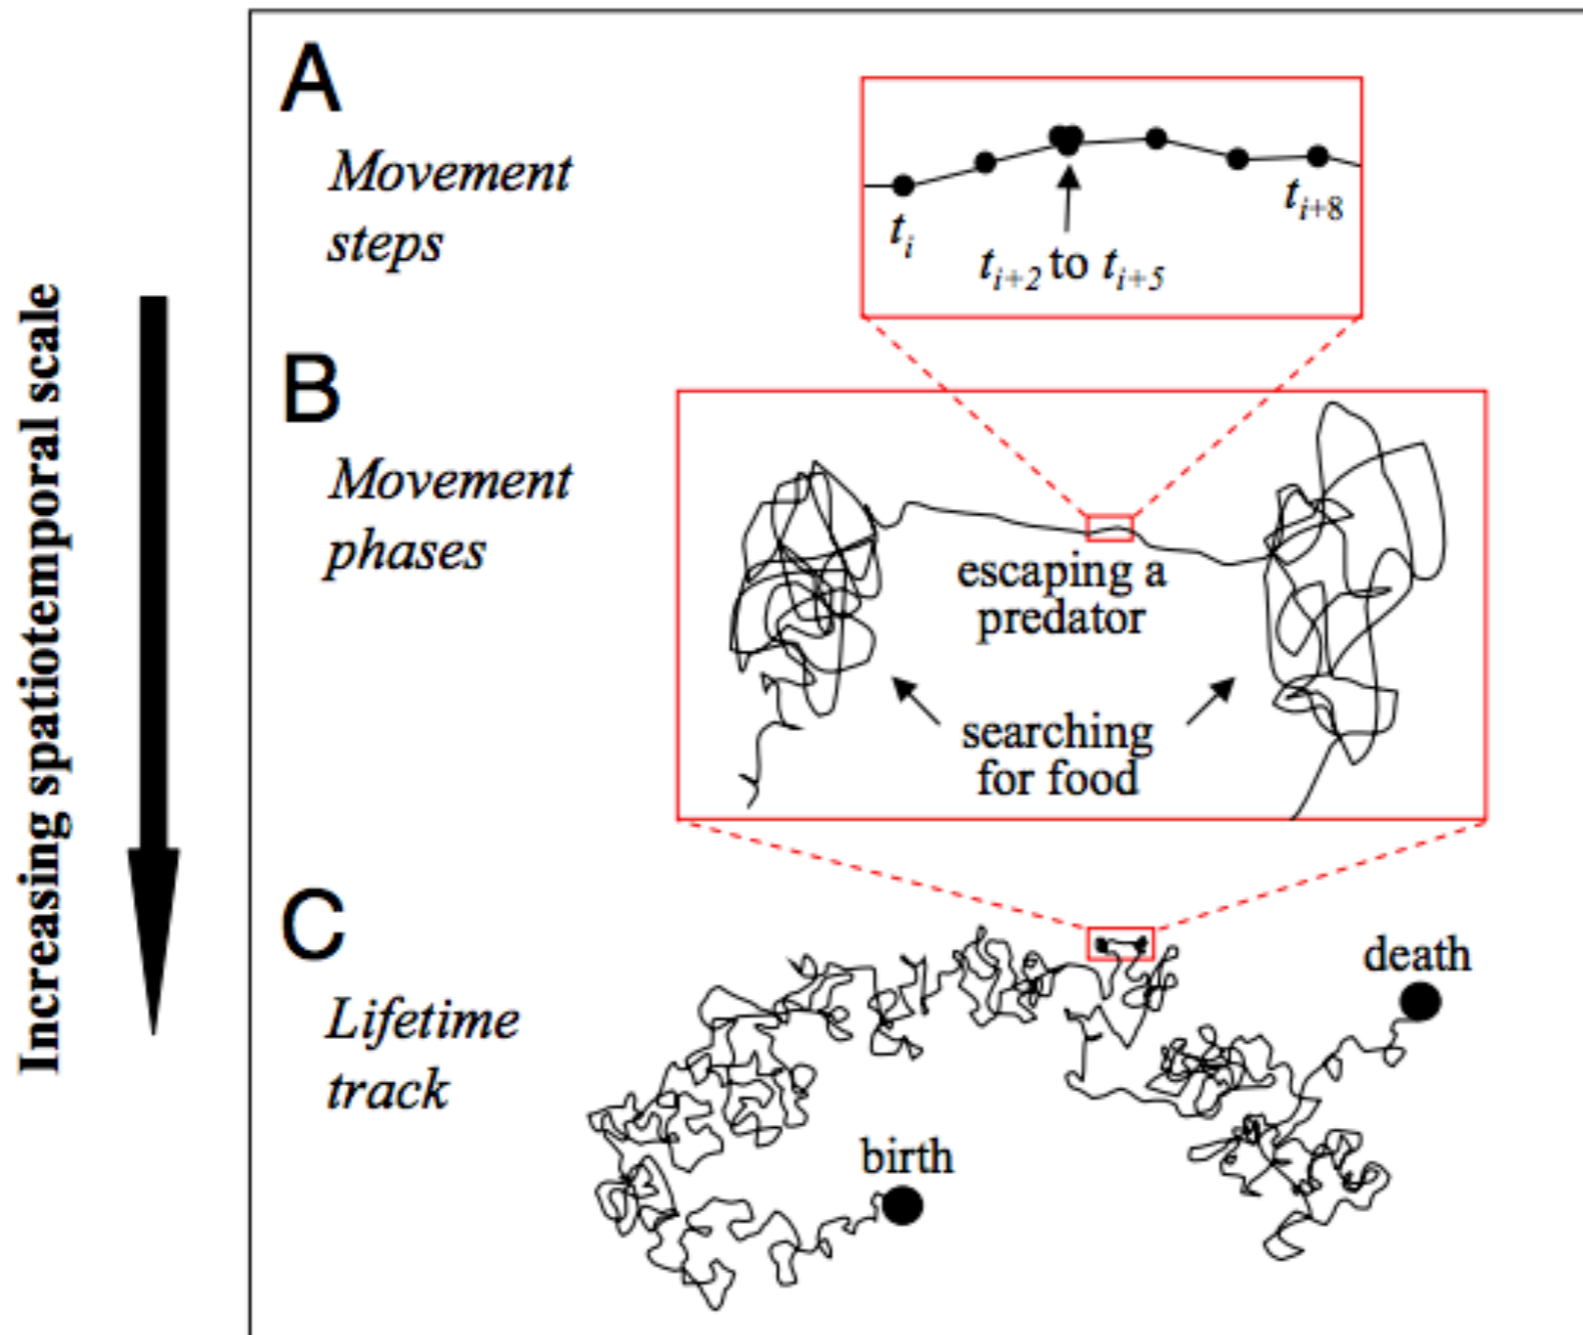 Increasing spatiotemporal scale
A
Movement
steps
t_i
t_{i+2} to t_{i+5}
t_{i+8}
B
Movement
phases
escaping a
predator
searching
for food
C
Lifetime
track
birth
death